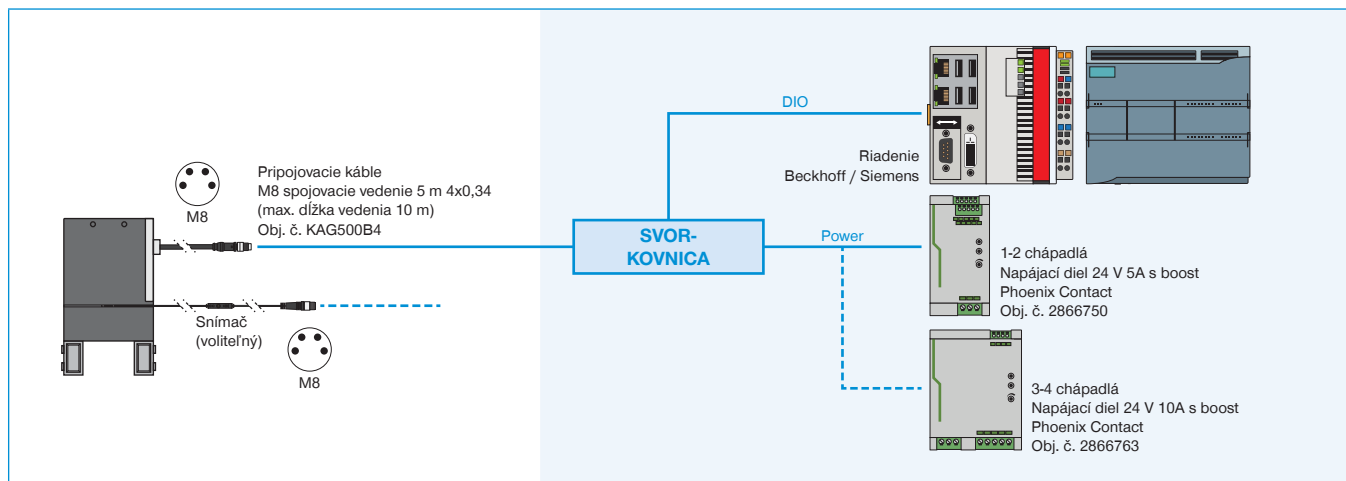 Pripojovacie káble
M8 spojovacie vedenie 5 m 4x0,34
(max. dĺžka vedenia 10 m)
Obj. č. KAG500B4
M8
Snímač
(voliteľný)
M8
SVOR-
KOVNICA
DIO
Power
Riadenie
Beckhoff / Siemens
1-2 chápadlá
Napájací diel 24 V 5A s boost
Phoenix Contact
Obj. č. 2866750
3-4 chápadlá
Napájací diel 24 V 10A s boost
Phoenix Contact
Obj. č. 2866763